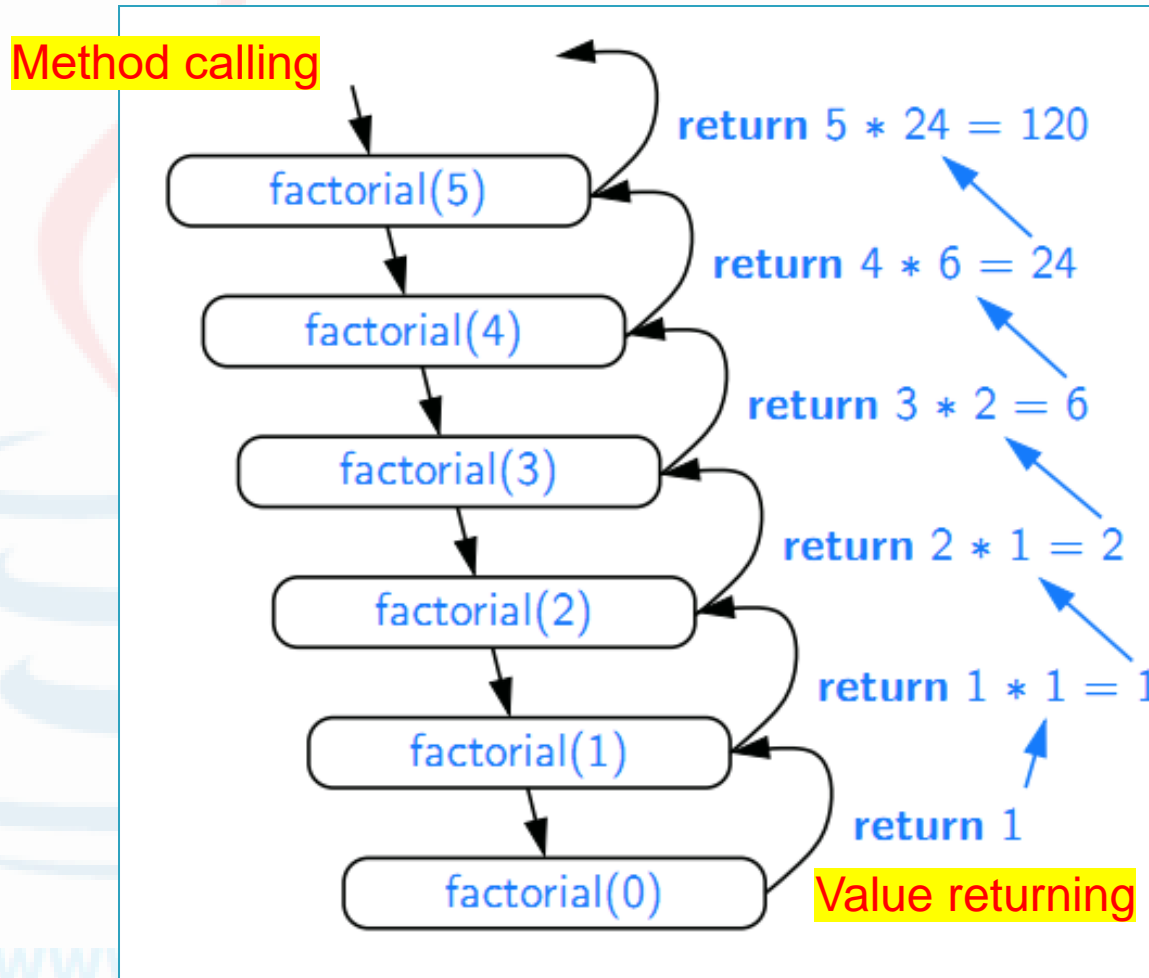 Method calling
return 5 * 24 = 120
factorial(5)
return 4 * 6 = 24
factorial(4)
return 3 * 2 = 6
factorial(3)
return 2 * 1 = 2
factorial(2)
return 1 * 1 = 1
factorial(1)
return 1
factorial(0)
Value returning